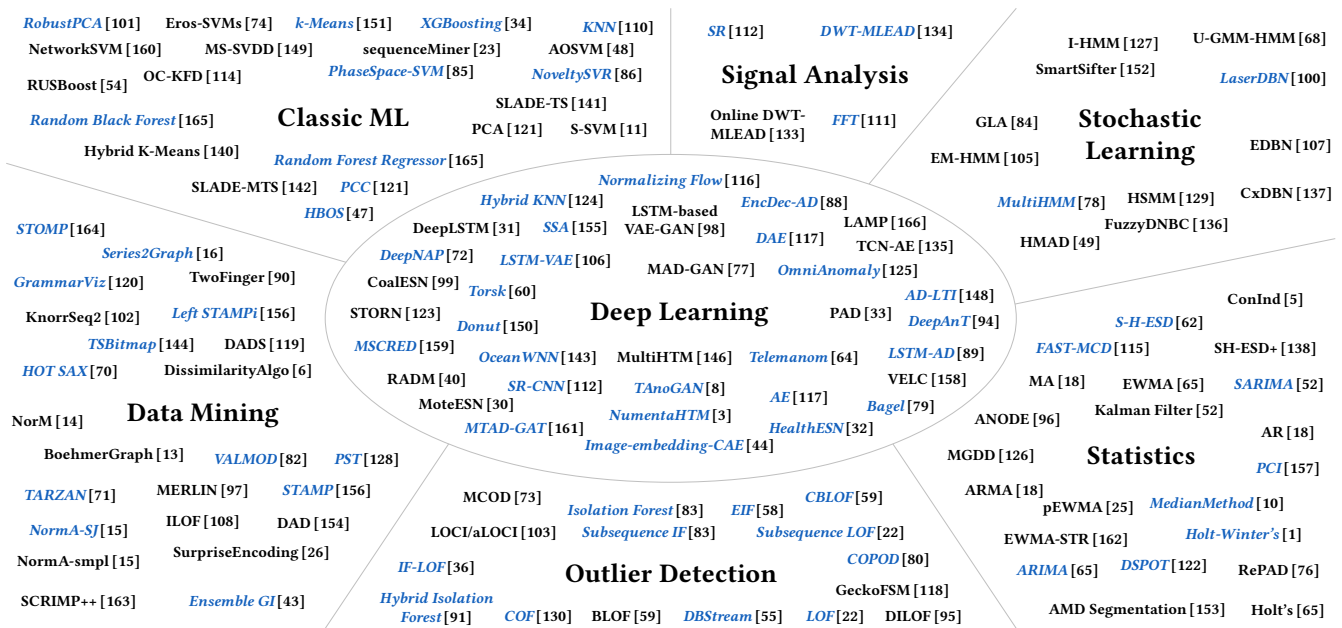 RobustPCA [101] Eros-SVMs [74] k-Means [151] XGBoosting [34] KNN [110]
NetworkSVM [160] MS-SVDD [149] sequenceMiner [23] AOSVM [48]
RUSBoost [54] OC-KFD [114] PhaseSpace-SVM [85] NoveltySVR [86]
SLADE-TS [141]
Random Black Forest [165] Classic ML PCA [121] S-SVM [11]
Hybrid K-Means [140] Random Forest Regressor [165]
SLADE-MTS [142] PCC [121]
HBOS [47]
SR [112] DWT-MLEAD [134]
Signal Analysis
Online DWT-
MLEAD [133] FFT [111]
I-HMM [127] U-GMM-HMM [68]
SmartSifter [152] LaserDBN [100]
GLA [84] Stochastic
Learning
EM-HMM [105] EDBN [107]
MultiHMM [78] HSMM [129] CxDBN [137]
FuzzyDNBC [136]
HMAD [49]
STOMP [164]
Series2Graph [16]
GrammarViz [120] TwoFinger [90]
KnorrSeq2 [102] Left STAMPi [156]
TSBitmap [144] DADS [119]
HOT SAX [70] DissimilarityAlgo [6]
NorM [14] Data Mining
BoehmerGraph [13] VALMOD [82] PST [128]
TARZAN [71] MERLIN [97] STAMP [156]
NormA-SJ [15] ILOF [108] DAD [154]
NormA-smpl [15] SurpriseEncoding [26]
SCRIMP++ [163] Ensemble GI [43]
Normalizing Flow [116]
Hybrid KNN [124] LSTM-based
VAE-GAN [98] EncDec-AD [88]
DeepLSTM [31] SSA [155] DAE [117] LAMP [166]
TCN-AE [135]
DeepNAP [72] LSTM-VAE [106] MAD-GAN [77] OmniAnomaly [125]
CoalESN [99] Torsk [60] AD-LTI [148]
STORN [123] Donut [150] Deep Learning PAD [33] DeepAnT [94]
MSCRED [159] OceanWNN [143] MultiHTM [146] Telemanom [64] LSTM-AD [89]
RADM [40] SR-CNN [112] TAnoGAN [8] AE [117] VELC [158]
MoteESN [30] NumentaHTM [3] Bagel [79]
MTAD-GAT [161] HealthESN [32]
Image-embedding-CAE [44]
ConInd [5]
S-H-ESD [62]
FAST-MCD [115] SH-ESD+ [138]
MA [18] EWMA [65] SARIMA [52]
ANODE [96] Kalman Filter [52]
AR [18]
MGDD [126] Statistics PCI [157]
ARMA [18] pEWMA [25] MedianMethod [10]
EWMA-STR [162] Holt-Winter's [1]
ARIMA [65] DSPOT [122] RePAD [76]
AMD Segmentation [153] Holt's [65]
MCOD [73] Isolation Forest [83] EIF [58] CBLOF [59]
LOCI/aLOCI [103] Subsequence IF [83] Subsequence LOF [22]
IF-LOF [36] Outlier Detection COPOD [80]
GeckoFSM [118]
Hybrid Isolation
Forest [91] COF [130] BLOF [59] DBStream [55] LOF [22] DILOF [95]